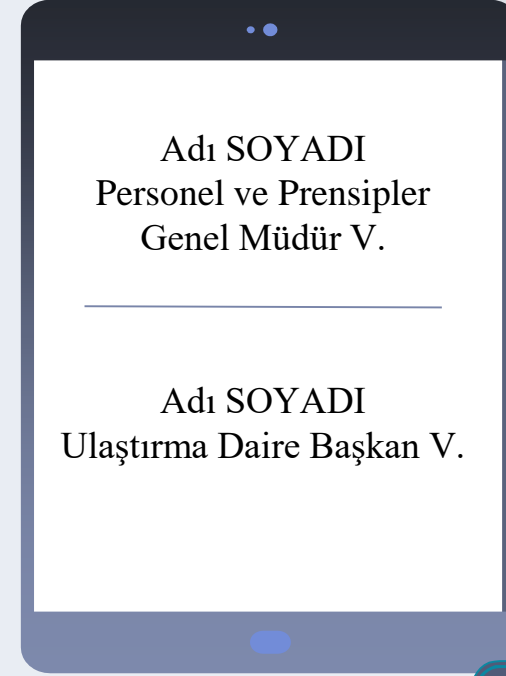 Adı SOYADI
Personel ve Prensipler
Genel Müdür V.
Adı SOYADI
Ulaştırma Daire Başkan V.